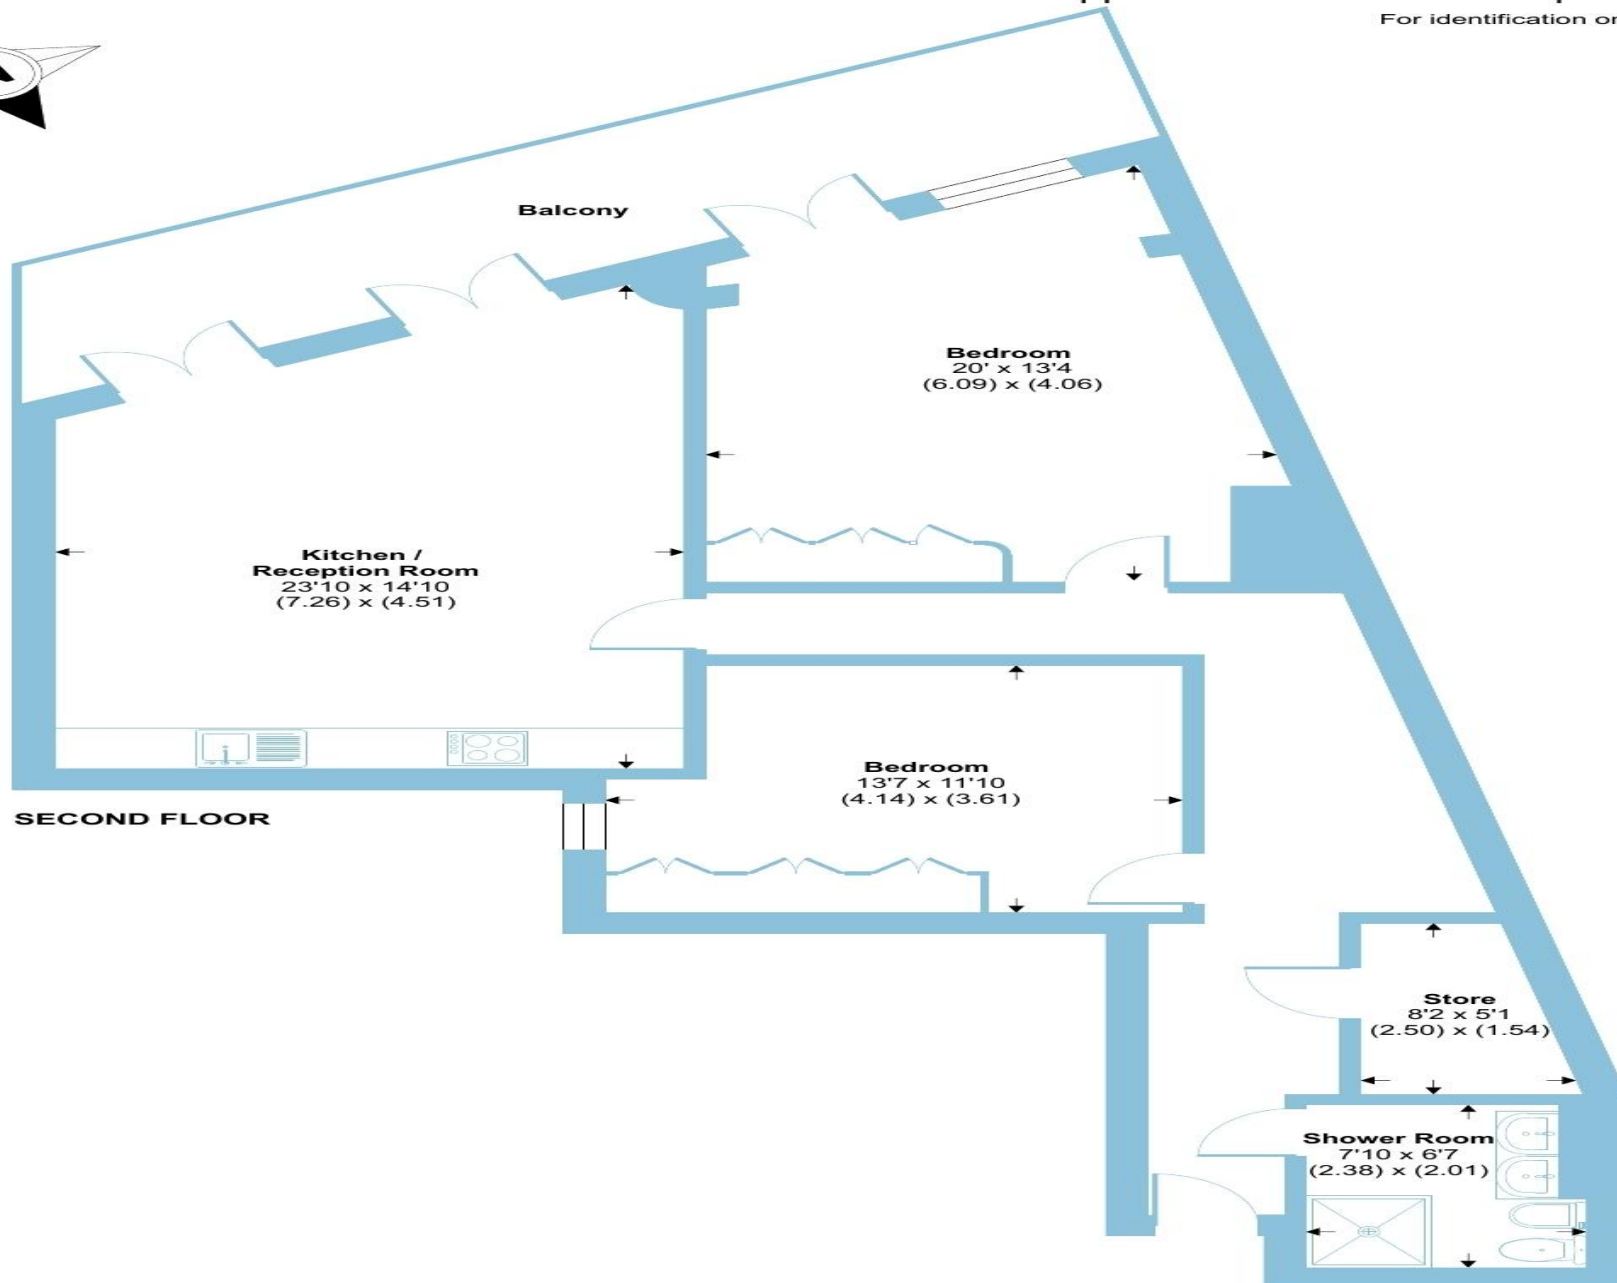 For identification
Balcony
Bedroom
20' x 13'4
(6.09) x (4.06)
Kitchen /
Reception Room
23'10 x 14'10
(7.26) x (4.51)
Bedroom
13'7 x 11'10
(4.14) x (3.61)
SECOND FLOOR
Store
8'2 x 5'1
(2.50) x (1.54)
Shower Room
7'10 x 6'7
(2.38) x (2.01)